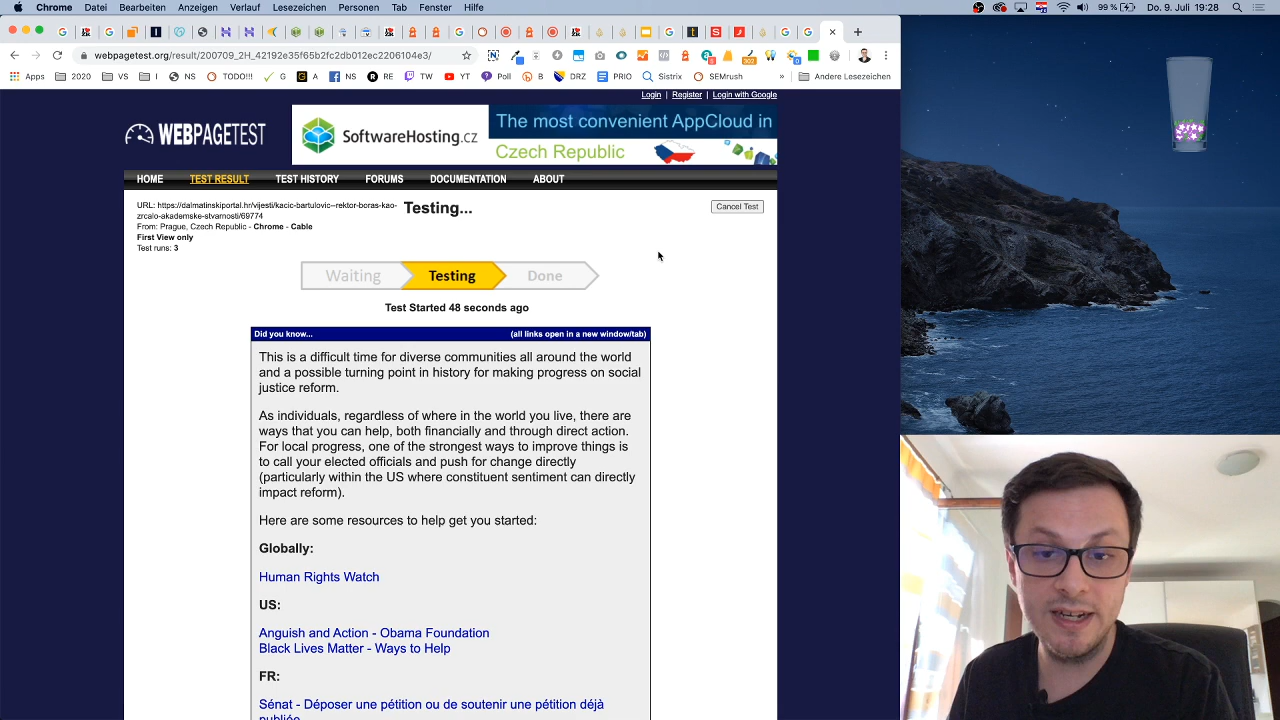 Chrome Datei Bearbeiten Anzeigen Verlauf Lesezeichen Personen Tab Fenster Hilfe
99% Do. 9. Juli 19:28
webpagetest.org/result/200709_2H_42192e35f65b2fc2db012ec2206104e3/
Apps 2020 VS I NS TODO!!! G A NS RE TW YT Poll B DRZ PRIO Sistrix SEMrush » Andere Lesezeichen
Login | Register | Login with Google
WEBPAGETEST
SoftwareHosting.cz
The most convenient AppCloud in
Czech Republic
HOME TEST RESULT TEST HISTORY FORUMS DOCUMENTATION ABOUT
URL: https://dalmatinskiportal.hr/vijesti/kacic-bartulovic--rektor-boras-kao-
zrcalo-akademske-stvarnosti/69774
From: Prague, Czech Republic - Chrome - Cable
First View only
Test runs: 3
Testing...
Cancel Test
Waiting Testing Done
Test Started 48 seconds ago
Did you know... (all links open in a new window/tab)
This is a difficult time for diverse communities all around the world
and a possible turning point in history for making progress on social
justice reform.
As individuals, regardless of where in the world you live, there are
ways that you can help, both financially and through direct action.
For local progress, one of the strongest ways to improve things is
to call your elected officials and push for change directly
(particularly within the US where constituent sentiment can directly
impact reform).
Here are some resources to help get you started:
Globally:
Human Rights Watch
US:
Anguish and Action - Obama Foundation
Black Lives Matter - Ways to Help
FR:
Sénat - Déposer une pétition ou de soutenir une pétition déjà
publiée